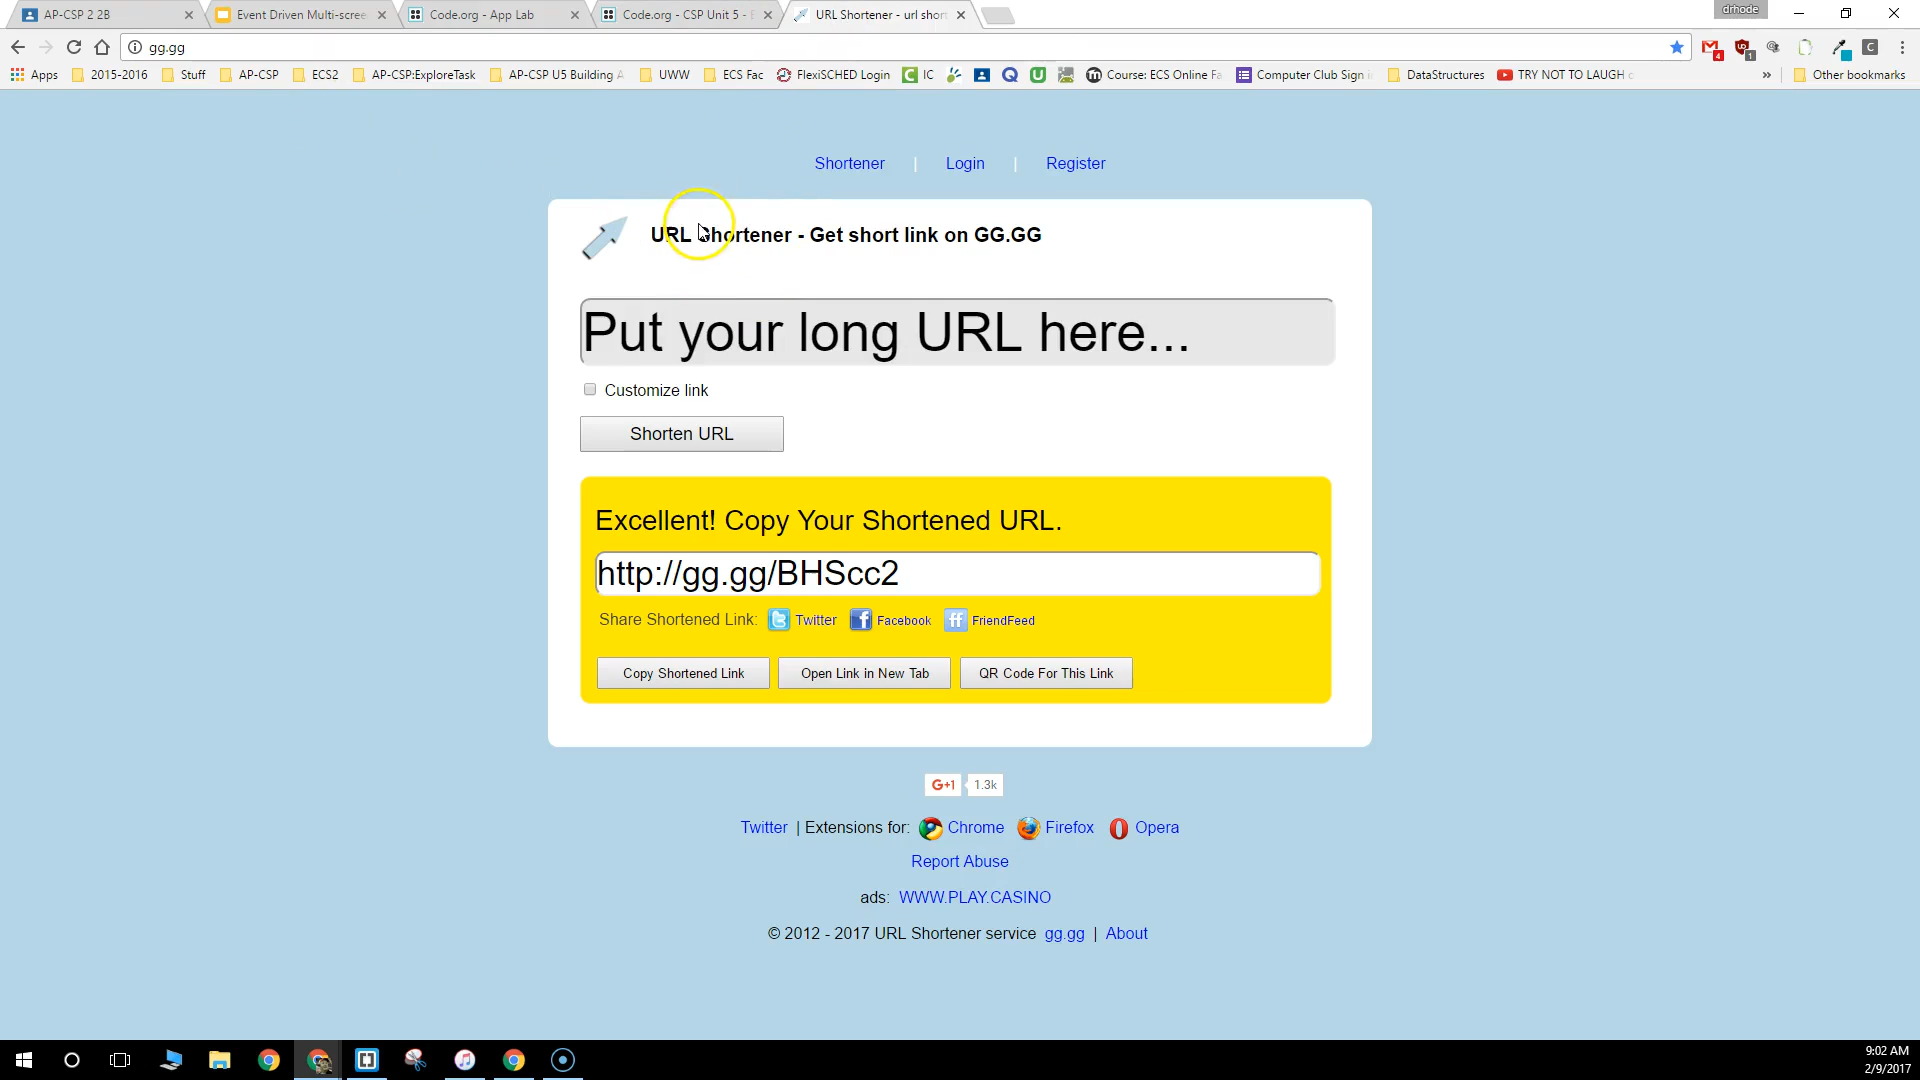 AP-CSP 2 2B
Event Driven Multi-scree
Code.org - App Lab
Code.org - CSP Unit 5 - E
URL Shortener - url shor
drhode
gg.gg
Apps 2015-2016 Stuff AP-CSP ECS2 AP-CSP:ExploreTask AP-CSP U5 Building A UWW ECS Fac FlexiSCHED Login IC Course: ECS Online Fa Computer Club Sign i DataStructures TRY NOT TO LAUGH c » Other bookmarks
Shortener | Login | Register
URL Shortener - Get short link on GG.GG
Put your long URL here...
Customize link
Shorten URL
Excellent! Copy Your Shortened URL.
http://gg.gg/BHScc2
Share Shortened Link: Twitter Facebook FriendFeed
Copy Shortened Link Open Link in New Tab QR Code For This Link
G+1 1.3k
Twitter | Extensions for: Chrome Firefox Opera
Report Abuse
ads: WWW.PLAY.CASINO
© 2012 - 2017 URL Shortener service gg.gg | About
9:02 AM
2/9/2017